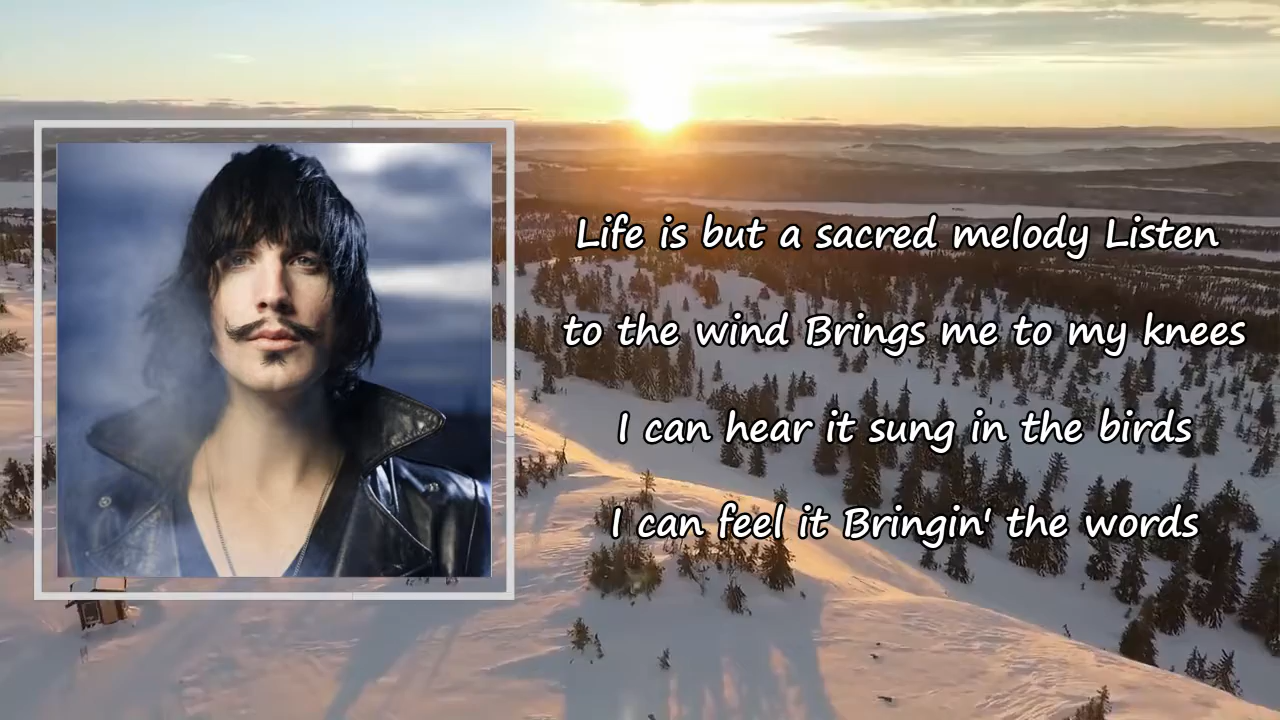 Life is but a sacred melody Listen
to the wind Brings me to my knees
I can hear it sung in the birds
I can feel it Bringin' the words